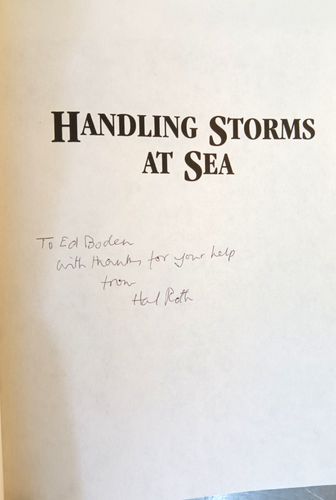 HANDLING STORMS
AT SEA
To Ed Boden
with thanks for your help
from
Hal Roth